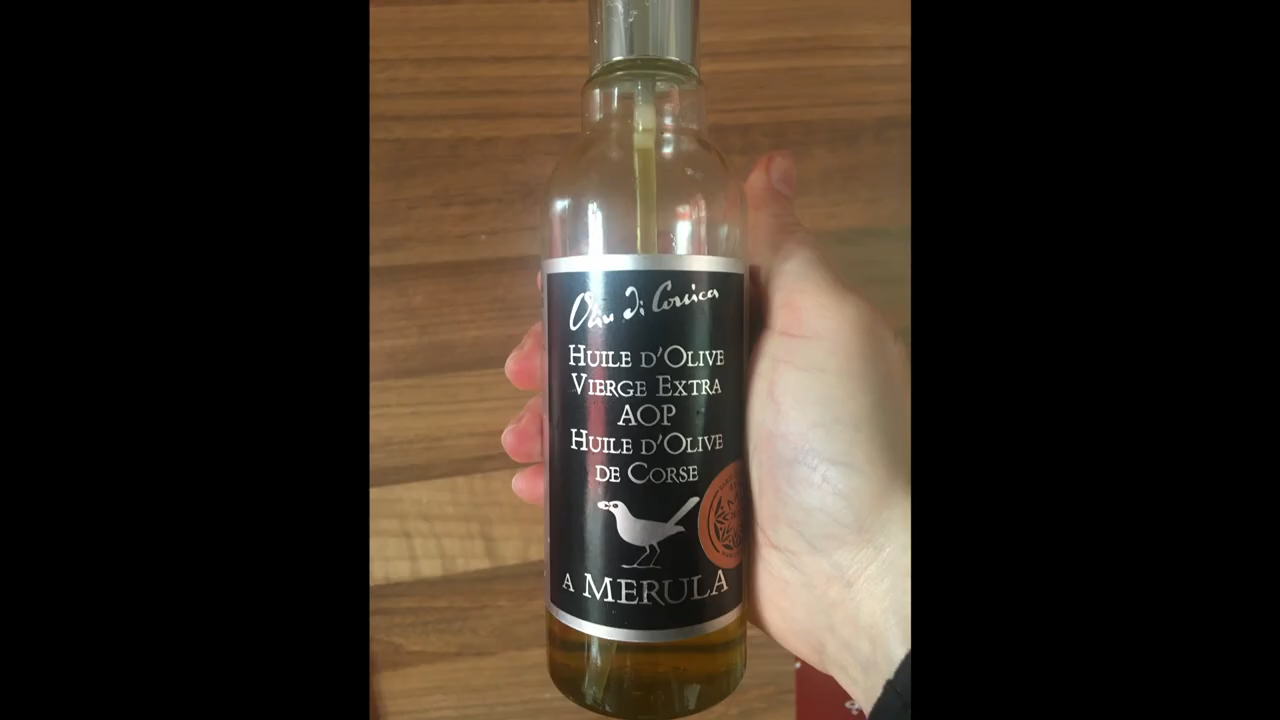 Oliu di Corsica
HUILE D'OLIVE
VIERGE EXTRA
AOP
HUILE D'OLIVE
DE CORSE
A MERULA